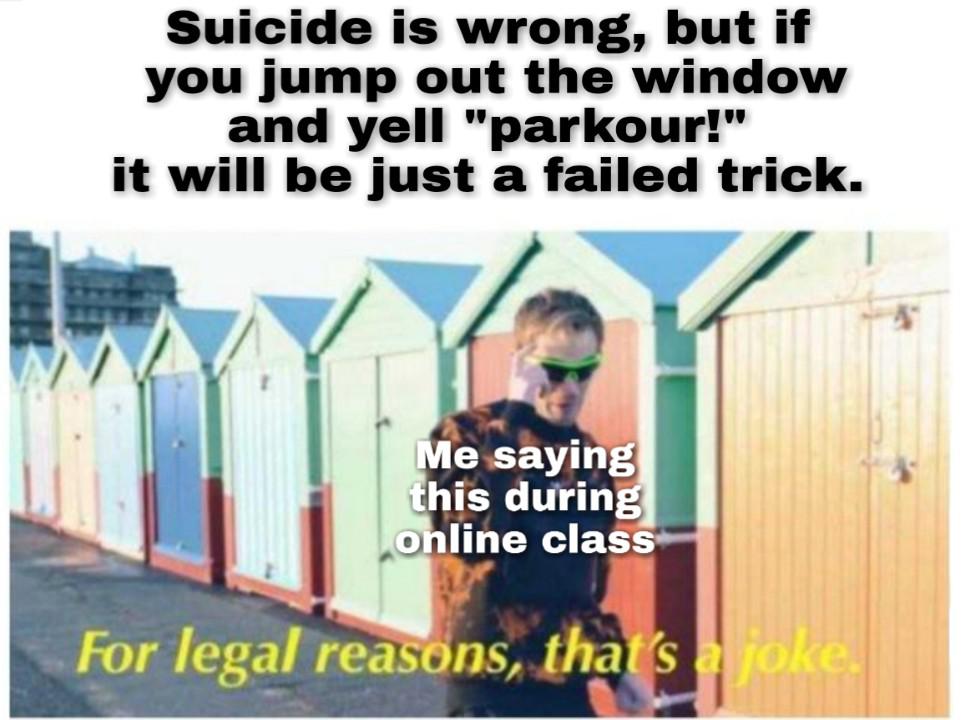 Suicide is wrong, but if
you jump out the window
and yell "parkour!"
it will be just a failed trick.
Me saying
this during
online class
For legal reasons, that's a joke.